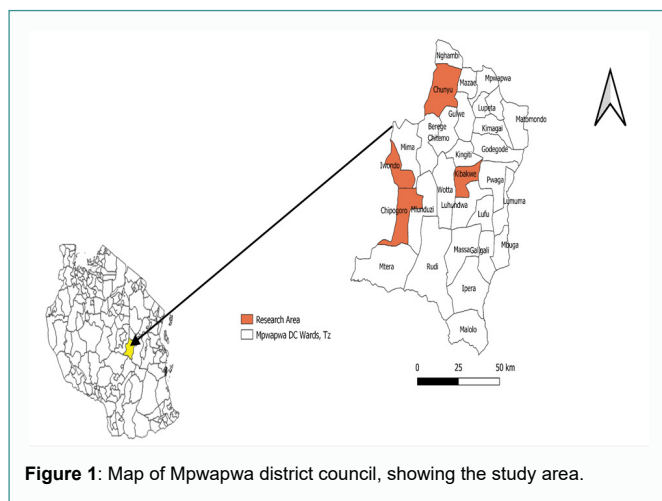 Nghambi
Chunyu
Mazae
Mpwapwa
Gulwe
Lupeta
Matomondo
Berege
Chitemo
Kimagai
Mima
Godegode
Kingiti
Iwondo
Kibakwe
Pwaga
Wotta
Chipogoro
Mlunduzi
Luhundwa
Lumuma
Lufu
Massa
Galigali
Mbuga
Mtera
Rudi
Ipera
Malolo
Research Area
Mpwapwa DC Wards, Tz
0 25 50 km
Figure 1: Map of Mpwapwa district council, showing the study area.